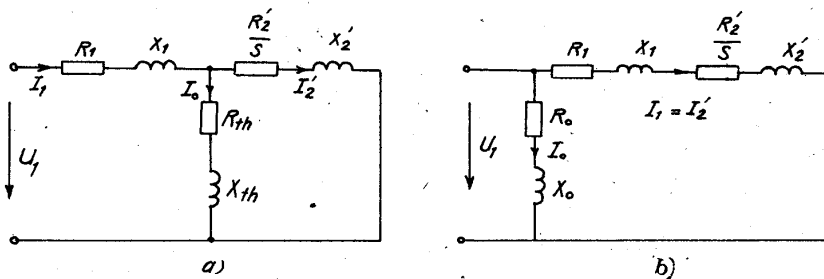 R1 X1 R2'/S X2'
I1 I0 I2'
Rth
U1
Xth
a)
R1 X1 R2'/S X2'
I1 = I2'
R0
U1 I0
X0
b)